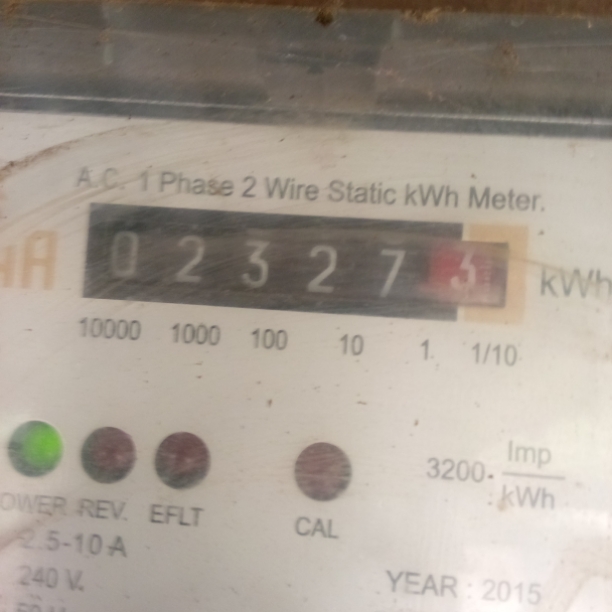 A.C. 1 Phase 2 Wire Static kWh Meter.
0 2 3 2 7 3 kWh
10000 1000 100 10 1 1/10
Imp
3200- kWh
POWER REV. EFLT CAL
2.5-10 A
240 V.
YEAR : 2015